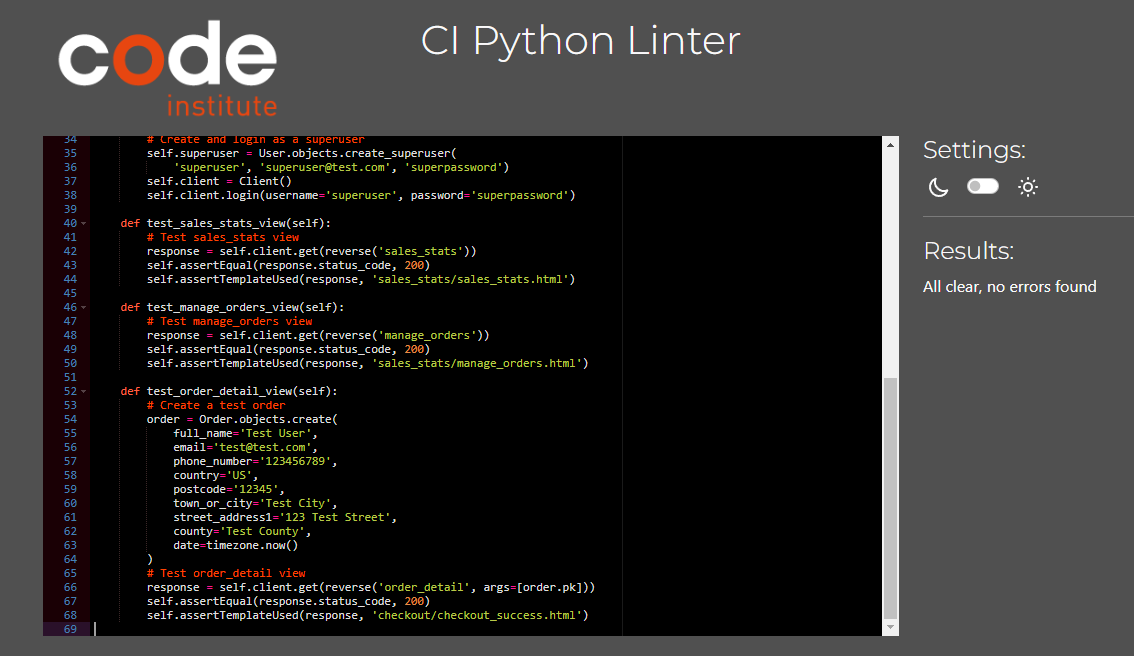 code
institute
CI Python Linter
34 # Create and login as a superuser
35 self.superuser = User.objects.create_superuser(
36 'superuser', 'superuser@test.com', 'superpassword')
37 self.client = Client()
38 self.client.login(username='superuser', password='superpassword')
39
40 def test_sales_stats_view(self):
41 # Test sales_stats view
42 response = self.client.get(reverse('sales_stats'))
43 self.assertEqual(response.status_code, 200)
44 self.assertTemplateUsed(response, 'sales_stats/sales_stats.html')
45
46 def test_manage_orders_view(self):
47 # Test manage_orders view
48 response = self.client.get(reverse('manage_orders'))
49 self.assertEqual(response.status_code, 200)
50 self.assertTemplateUsed(response, 'sales_stats/manage_orders.html')
51
52 def test_order_detail_view(self):
53 # Create a test order
54 order = Order.objects.create(
55 full_name='Test User',
56 email='test@test.com',
57 phone_number='123456789',
58 country='US',
59 postcode='12345',
60 town_or_city='Test City',
61 street_address1='123 Test Street',
62 county='Test County',
63 date=timezone.now()
64 )
65 # Test order_detail view
66 response = self.client.get(reverse('order_detail', args=[order.pk]))
67 self.assertEqual(response.status_code, 200)
68 self.assertTemplateUsed(response, 'checkout/checkout_success.html')
69
Settings:
Results:
All clear, no errors found